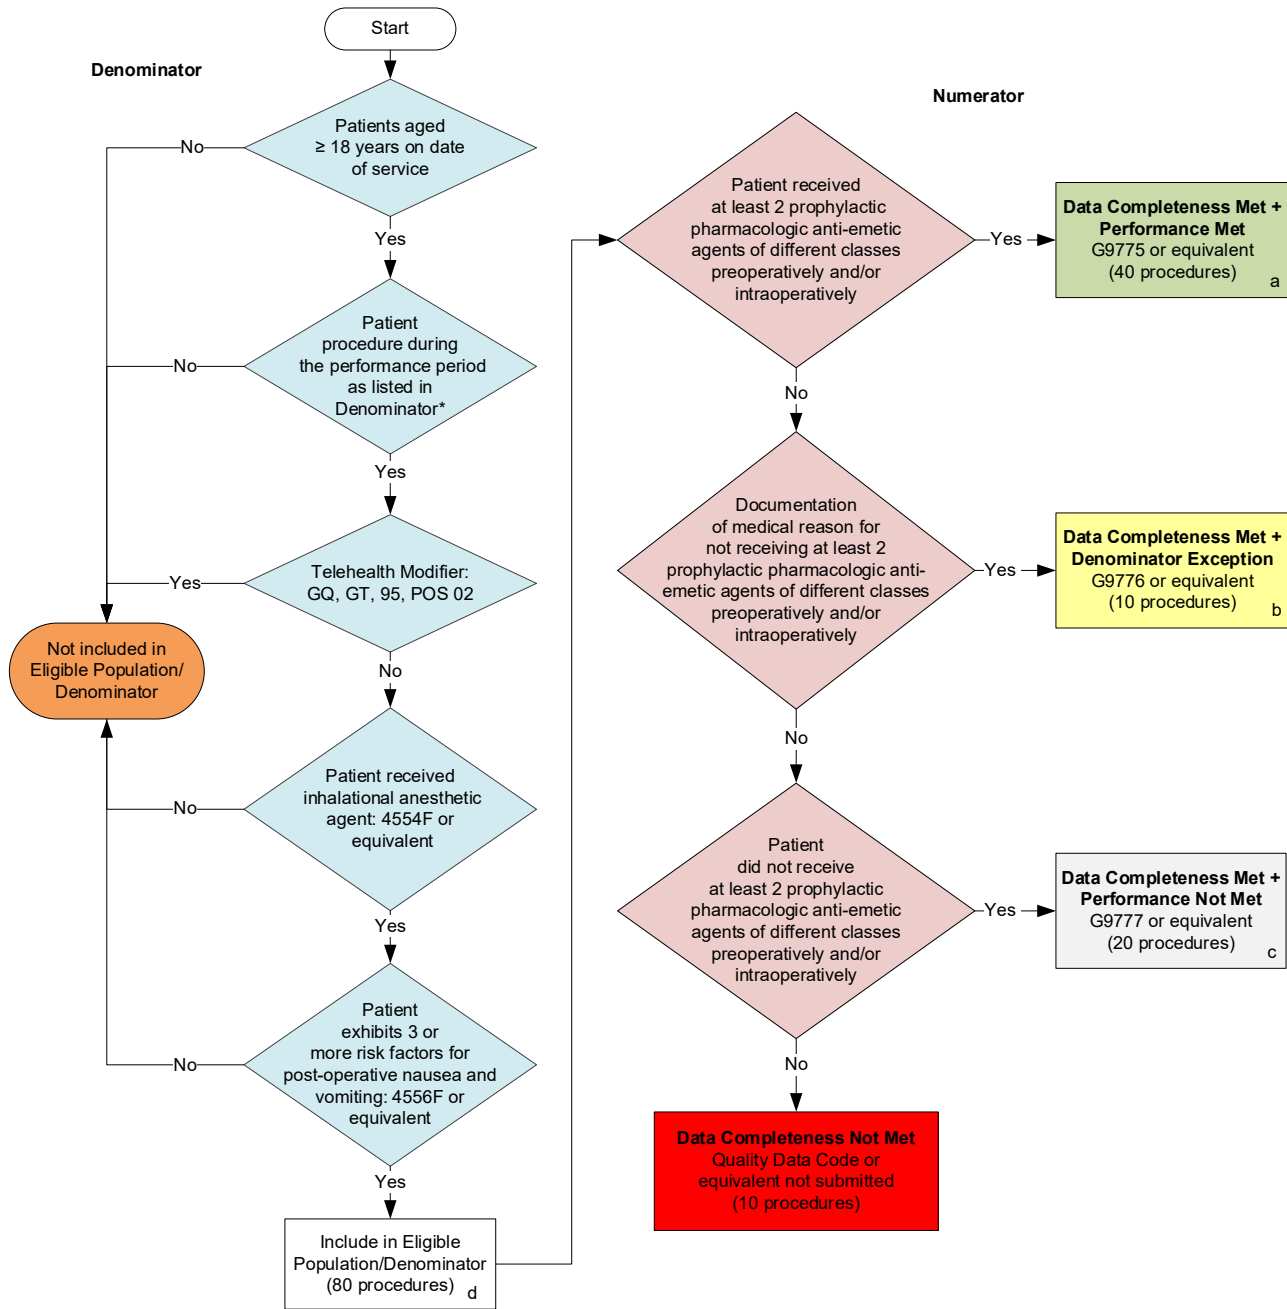 Start
Denominator
Patients aged
≥ 18 years on date
of service
No
Yes
Patient
procedure during
the performance period
as listed in
Denominator*
No
Yes
Telehealth Modifier:
GQ, GT, 95, POS 02
Yes
No
Not included in
Eligible Population/
Denominator
Patient received
inhalational anesthetic
agent: 4554F or
equivalent
No
Yes
Patient
exhibits 3 or
more risk factors for
post-operative nausea and
vomiting: 4556F or
equivalent
No
Yes
Include in Eligible
Population/Denominator
(80 procedures)
d
Numerator
Patient received
at least 2 prophylactic
pharmacologic anti-emetic
agents of different classes
preoperatively and/or
intraoperatively
Yes
Data Completeness Met +
Performance Met
G9775 or equivalent
(40 procedures)
a
No
Documentation
of medical reason for
not receiving at least 2
prophylactic pharmacologic anti-
emetic agents of different classes
preoperatively and/or
intraoperatively
Yes
Data Completeness Met +
Denominator Exception
G9776 or equivalent
(10 procedures)
b
No
Patient
did not receive
at least 2 prophylactic
pharmacologic anti-emetic
agents of different classes
preoperatively and/or
intraoperatively
Yes
Data Completeness Met +
Performance Not Met
G9777 or equivalent
(20 procedures)
c
No
Data Completeness Not Met
Quality Data Code or
equivalent not submitted
(10 procedures)